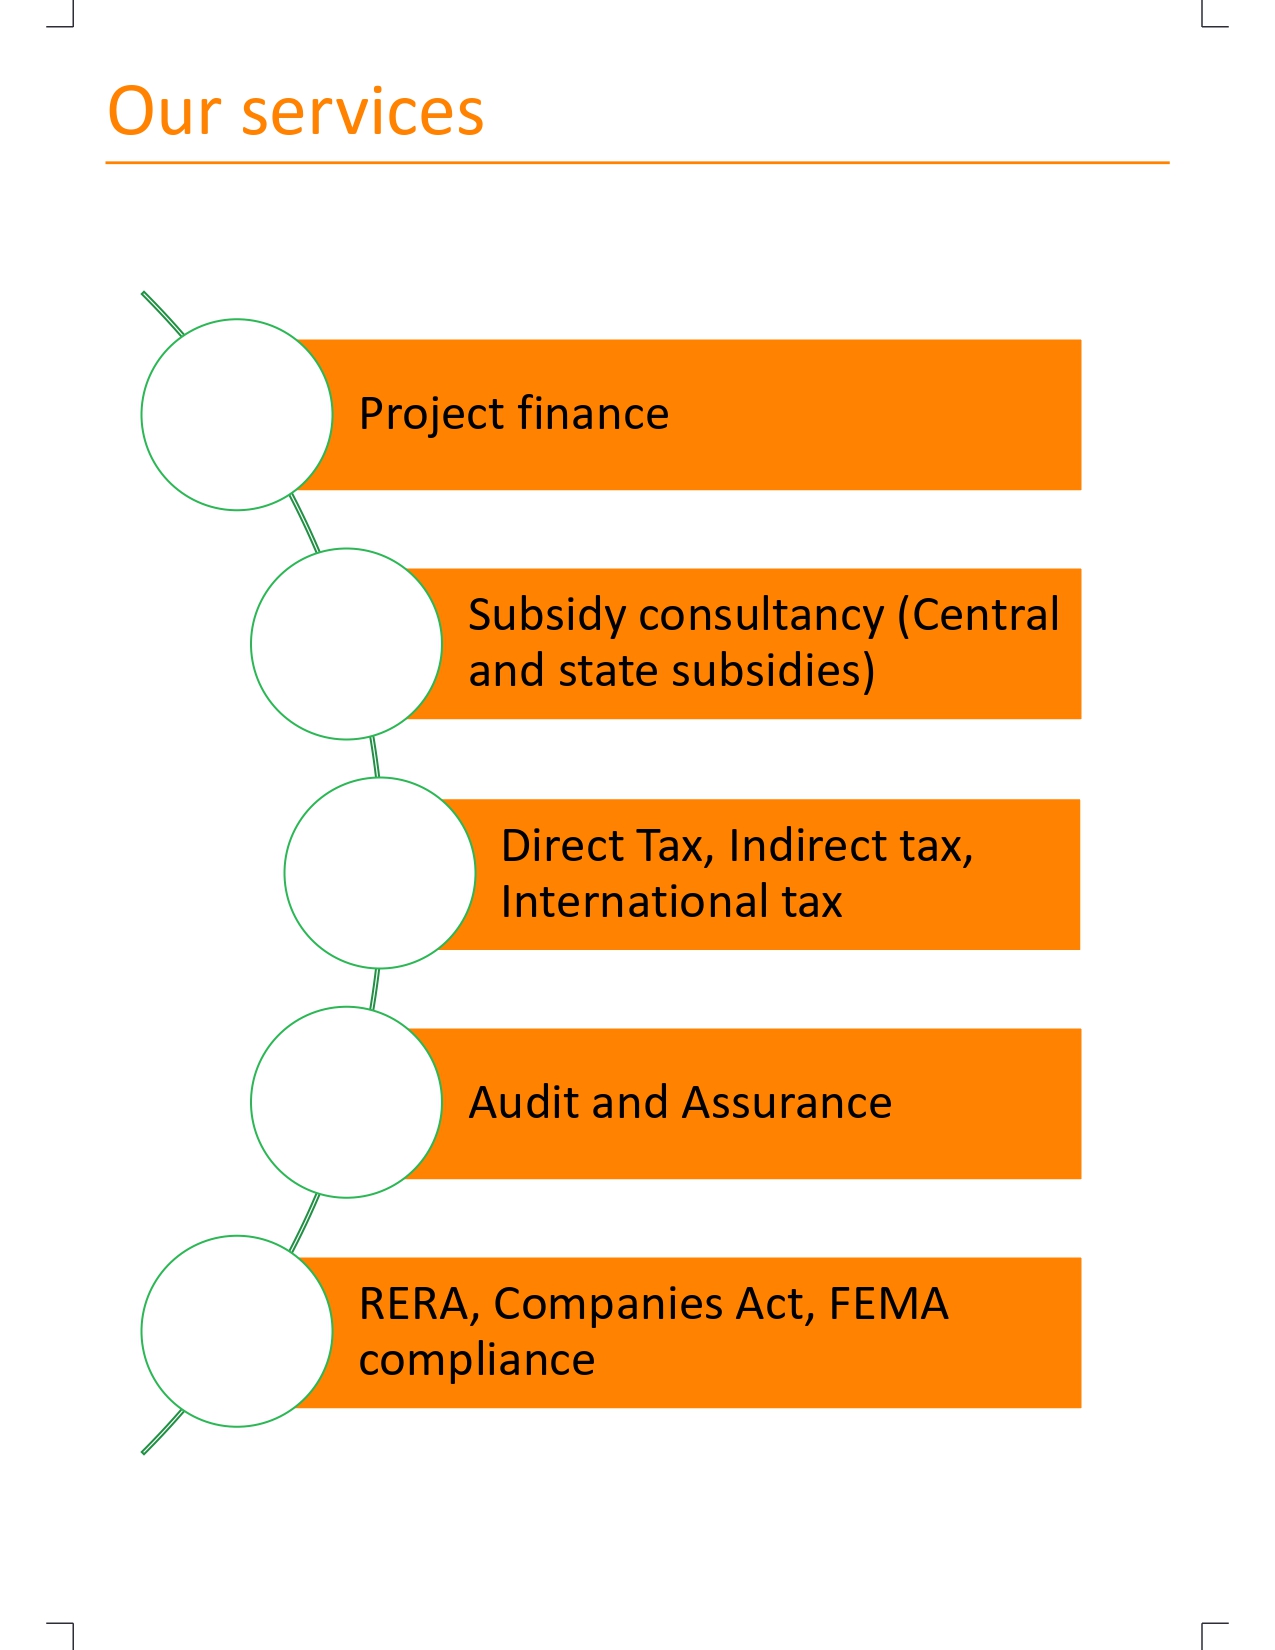 Our services
Project finance
Subsidy consultancy (Central
and state subsidies)
Direct Tax, Indirect tax,
International tax
Audit and Assurance
RERA, Companies Act, FEMA
compliance